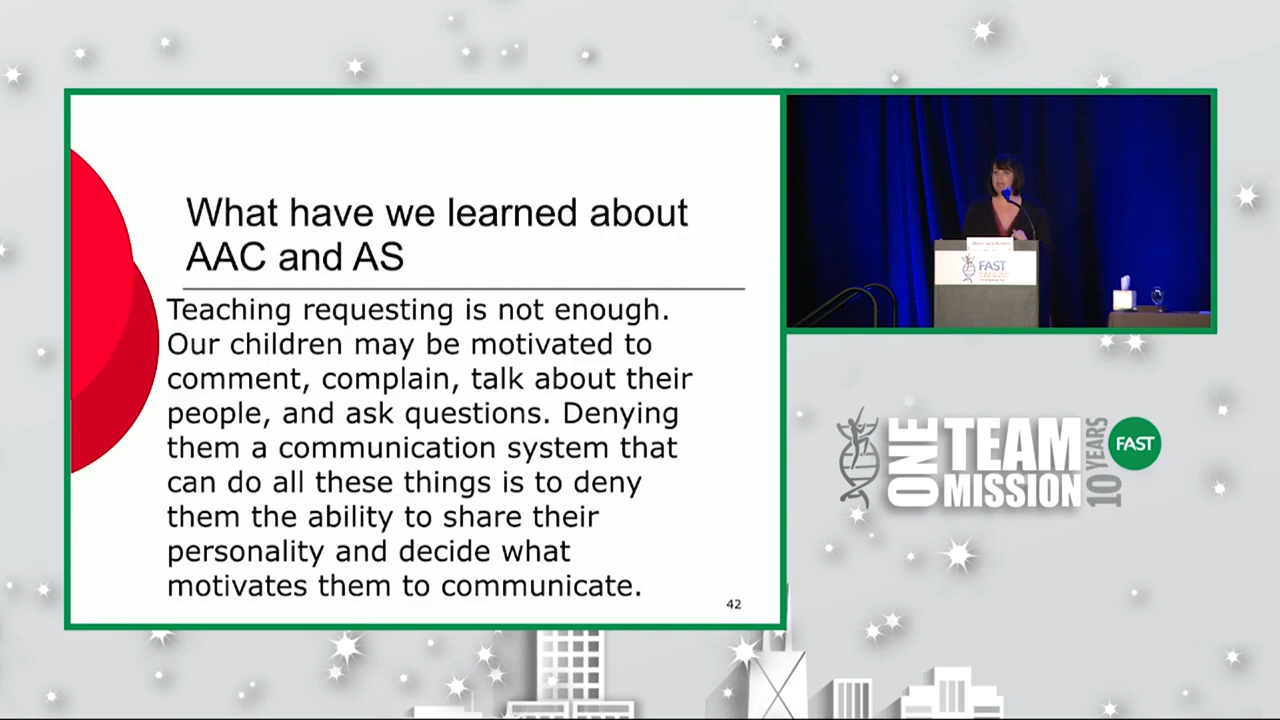 What have we learned about
AAC and AS
Teaching requesting is not enough.
Our children may be motivated to
comment, complain, talk about their
people, and ask questions. Denying
them a communication system that
can do all these things is to deny
them the ability to share their
personality and decide what
motivates them to communicate.
42
FAST
ONE
TEAM
MISSION
10 YEARS
FAST